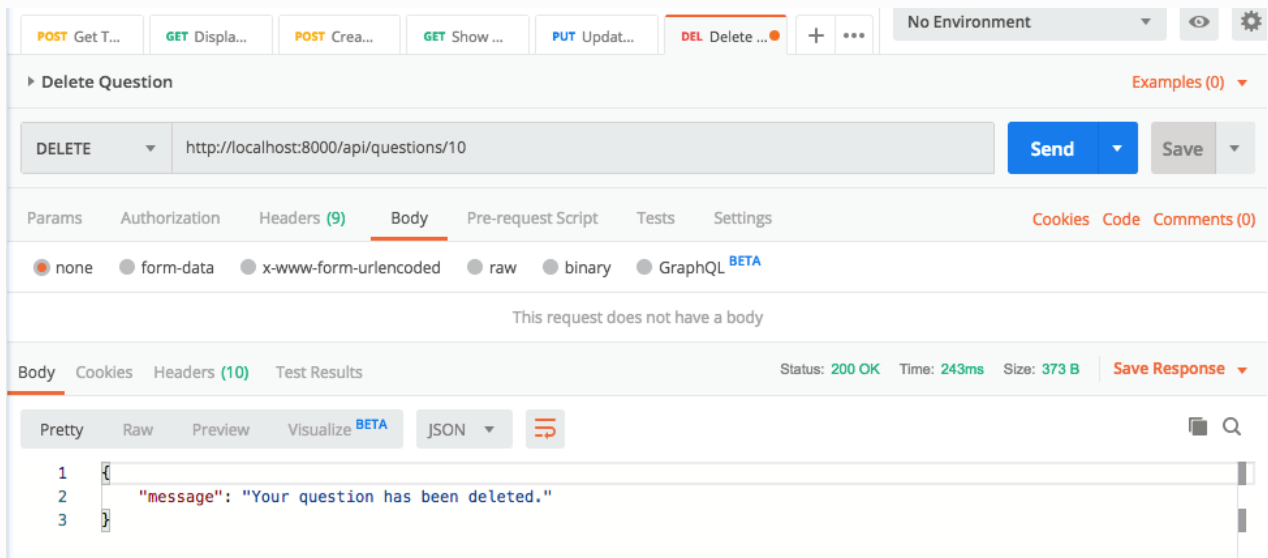 POST Get T... GET Displa... POST Crea... GET Show ... PUT Updat... DEL Delete ... + ••• No Environment
Delete Question Examples (0)
DELETE http://localhost:8000/api/questions/10 Send Save
Params Authorization Headers (9) Body Pre-request Script Tests Settings Cookies Code Comments (0)
none form-data x-www-form-urlencoded raw binary GraphQL BETA
This request does not have a body
Body Cookies Headers (10) Test Results Status: 200 OK Time: 243ms Size: 373 B Save Response
Pretty Raw Preview Visualize BETA JSON
1 {
2 "message": "Your question has been deleted."
3 }